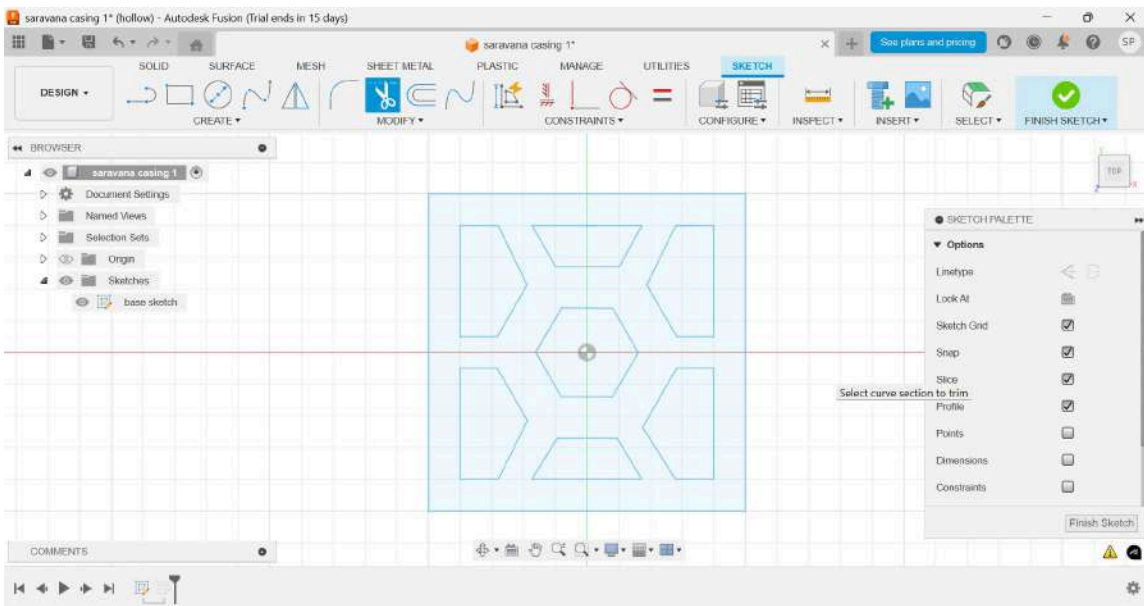 saravana casing 1* (hollow) - Autodesk Fusion (Trial ends in 15 days)
saravana casing 1*
See plans and pricing
SP
SOLID SURFACE MESH SHEET METAL PLASTIC MANAGE UTILITIES SKETCH
DESIGN
CREATE MODIFY CONSTRAINTS CONFIGURE INSPECT INSERT SELECT FINISH SKETCH
BROWSER
saravana casing 1
Document Settings
Named Views
Selection Sets
Origin
Sketches
base sketch
TOP
SKETCH PALETTE
Options
Linetype
Look At
Sketch Grid
Snap
Slice
Select curve section to trim
Profile
Points
Dimensions
Constraints
Finish Sketch
COMMENTS